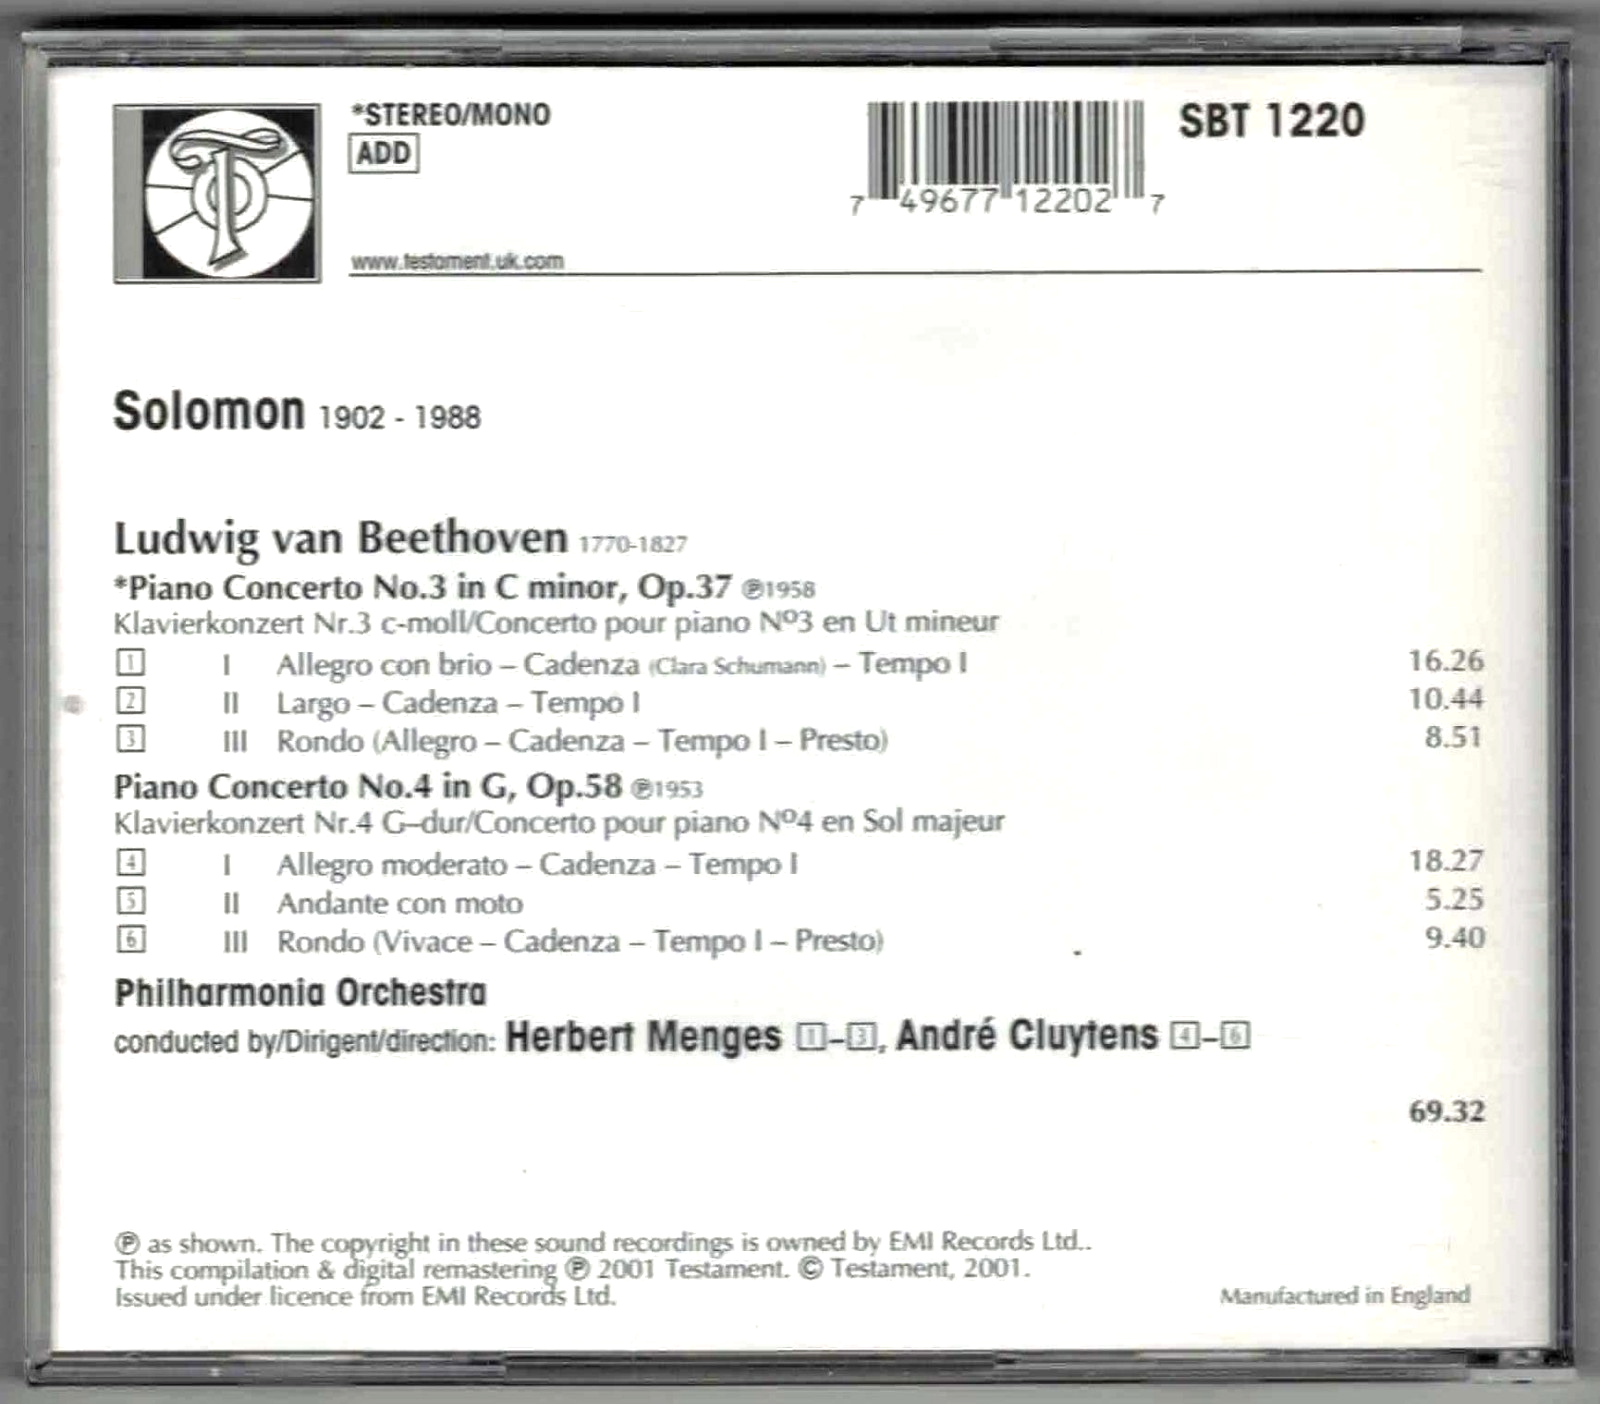 *STEREO/MONO
ADD
SBT 1220
7 49677 12202 7
www.testament.uk.com
Solomon 1902 - 1988
Ludwig van Beethoven 1770-1827
*Piano Concerto No.3 in C minor, Op.37 ℗1958
Klavierkonzert Nr.3 c-moll/Concerto pour piano Nº3 en Ut mineur
1 I Allegro con brio – Cadenza (Clara Schumann) – Tempo I 16.26
2 II Largo – Cadenza – Tempo I 10.44
3 III Rondo (Allegro – Cadenza – Tempo I – Presto) 8.51
Piano Concerto No.4 in G, Op.58 ℗1953
Klavierkonzert Nr.4 G–dur/Concerto pour piano Nº4 en Sol majeur
4 I Allegro moderato – Cadenza – Tempo I 18.27
5 II Andante con moto 5.25
6 III Rondo (Vivace – Cadenza – Tempo I – Presto) 9.40
Philharmonia Orchestra
conducted by/Dirigent/direction: Herbert Menges 1–3, André Cluytens 4–6
69.32
℗ as shown. The copyright in these sound recordings is owned by EMI Records Ltd..
This compilation & digital remastering ℗ 2001 Testament. © Testament, 2001.
Issued under licence from EMI Records Ltd.
Manufactured in England